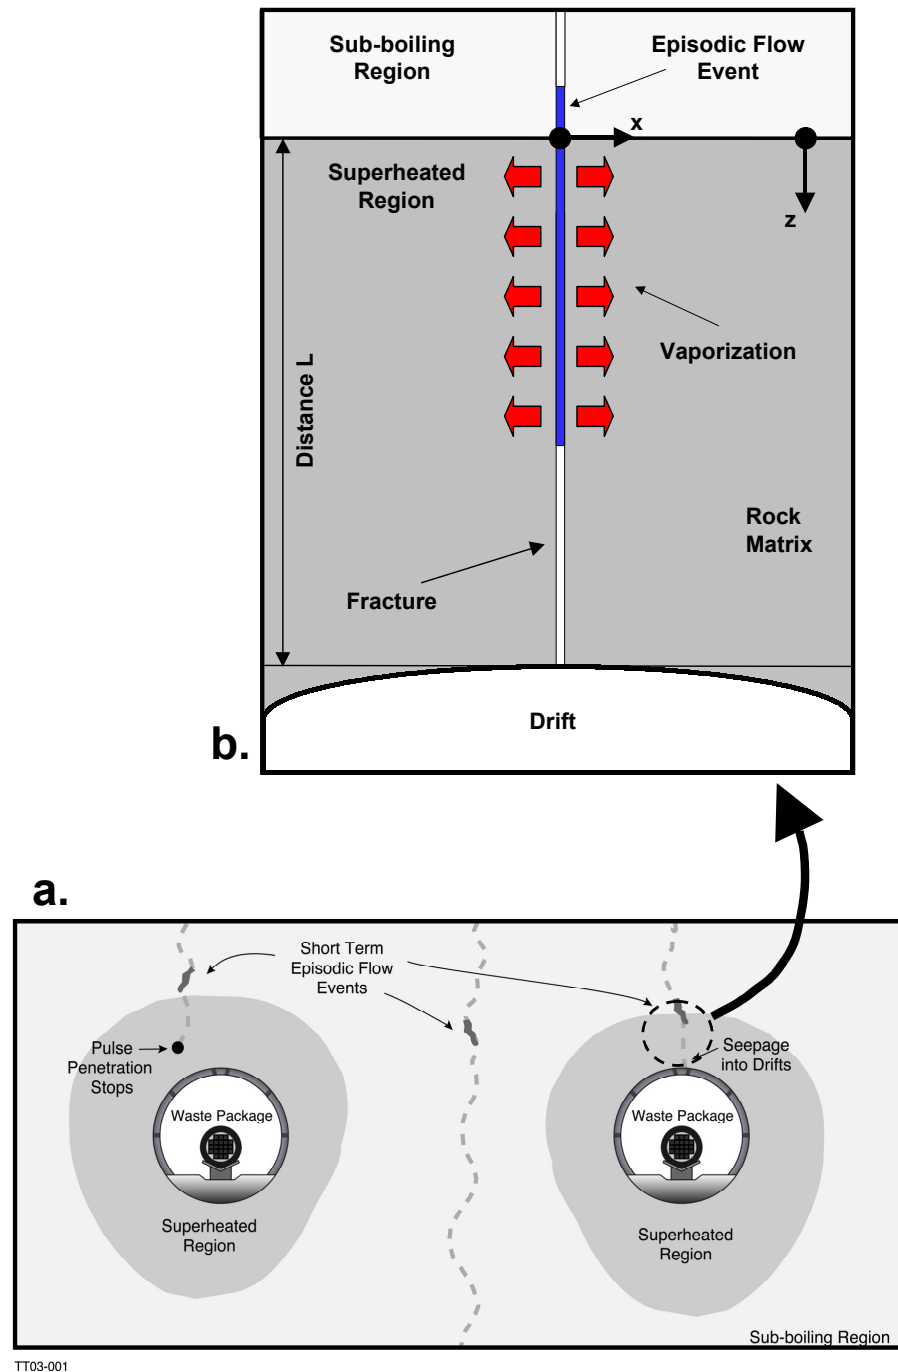 Sub-boiling
Region
Episodic Flow
Event
x
Superheated
Region
z
Vaporization
Distance L
Rock
Matrix
Fracture
Drift
b.
a.
Short Term
Episodic Flow
Events
Pulse
Penetration
Stops
Seepage
into Drifts
Waste Package
Waste Package
Superheated
Region
Superheated
Region
Sub-boiling Region
TT03-001